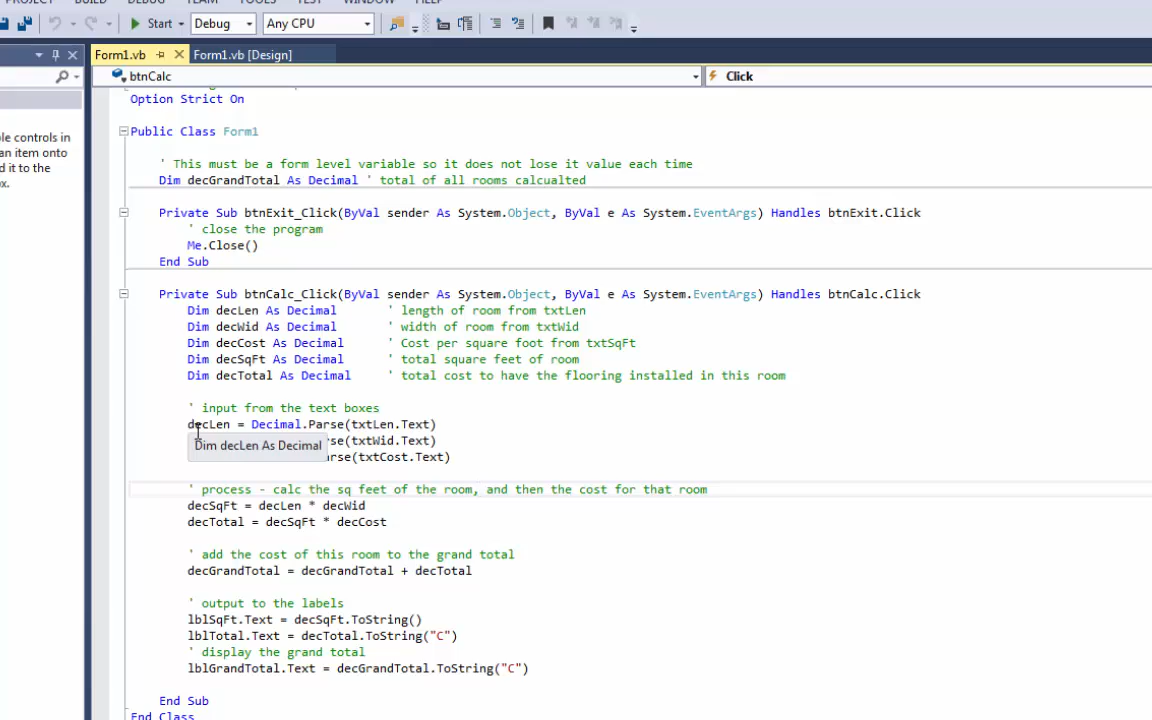 PROJECT BUILD DEBUG TEAM TOOLS TEST WINDOW HELP
Start Debug Any CPU
Form1.vb Form1.vb [Design]
btnCalc Click
Option Strict On
le controls in
an item onto
d it to the
x.
Public Class Form1
' This must be a form level variable so it does not lose it value each time
Dim decGrandTotal As Decimal ' total of all rooms calcualted
Private Sub btnExit_Click(ByVal sender As System.Object, ByVal e As System.EventArgs) Handles btnExit.Click
' close the program
Me.Close()
End Sub
Private Sub btnCalc_Click(ByVal sender As System.Object, ByVal e As System.EventArgs) Handles btnCalc.Click
Dim decLen As Decimal ' length of room from txtLen
Dim decWid As Decimal ' width of room from txtWid
Dim decCost As Decimal ' Cost per square foot from txtSqFt
Dim decSqFt As Decimal ' total square feet of room
Dim decTotal As Decimal ' total cost to have the flooring installed in this room
' input from the text boxes
decLen = Decimal.Parse(txtLen.Text)
Dim decLen As Decimal
rse(txtWid.Text)
arse(txtCost.Text)
' process - calc the sq feet of the room, and then the cost for that room
decSqFt = decLen * decWid
decTotal = decSqFt * decCost
' add the cost of this room to the grand total
decGrandTotal = decGrandTotal + decTotal
' output to the labels
lblSqFt.Text = decSqFt.ToString()
lblTotal.Text = decTotal.ToString("C")
' display the grand total
lblGrandTotal.Text = decGrandTotal.ToString("C")
End Sub
End Class